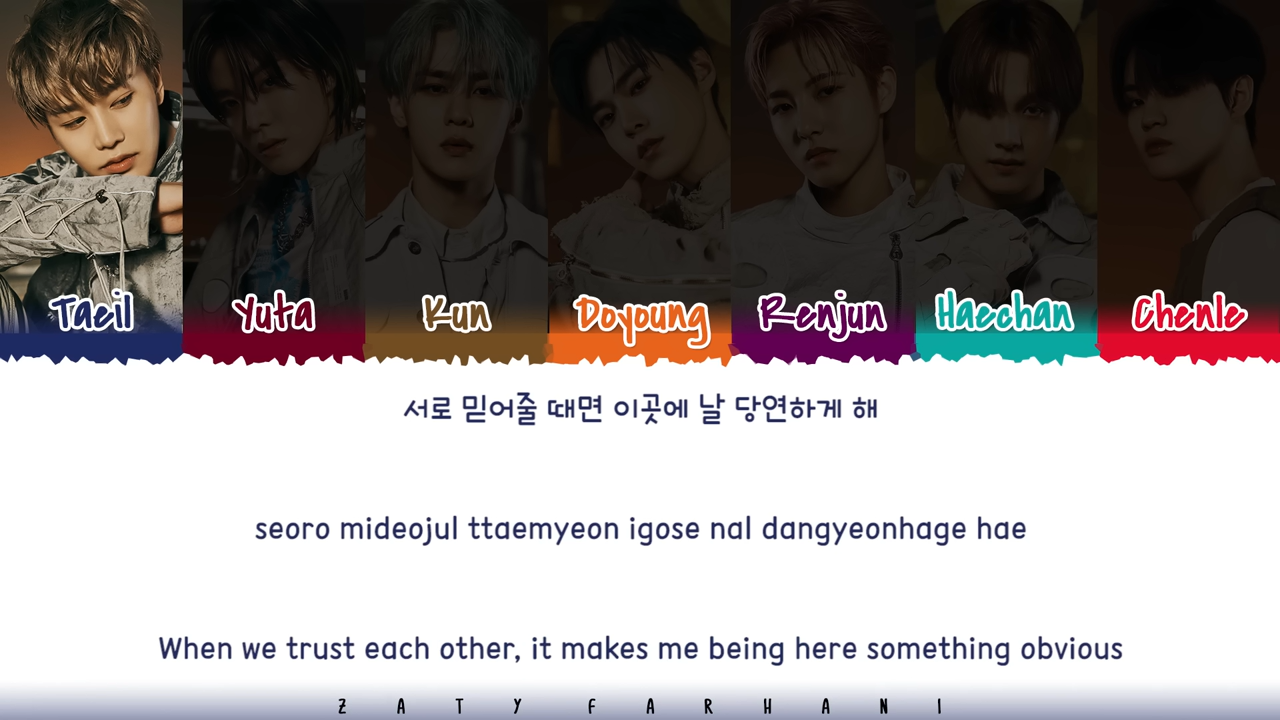 Taeil Yuta Kun Doyoung Renjun Haechan Chenle
서로 믿어줄 때면 이곳에 날 당연하게 해
seoro mideojul ttaemyeon igose nal dangyeonhage hae
When we trust each other, it makes me being here something obvious
ZATY FARHANI